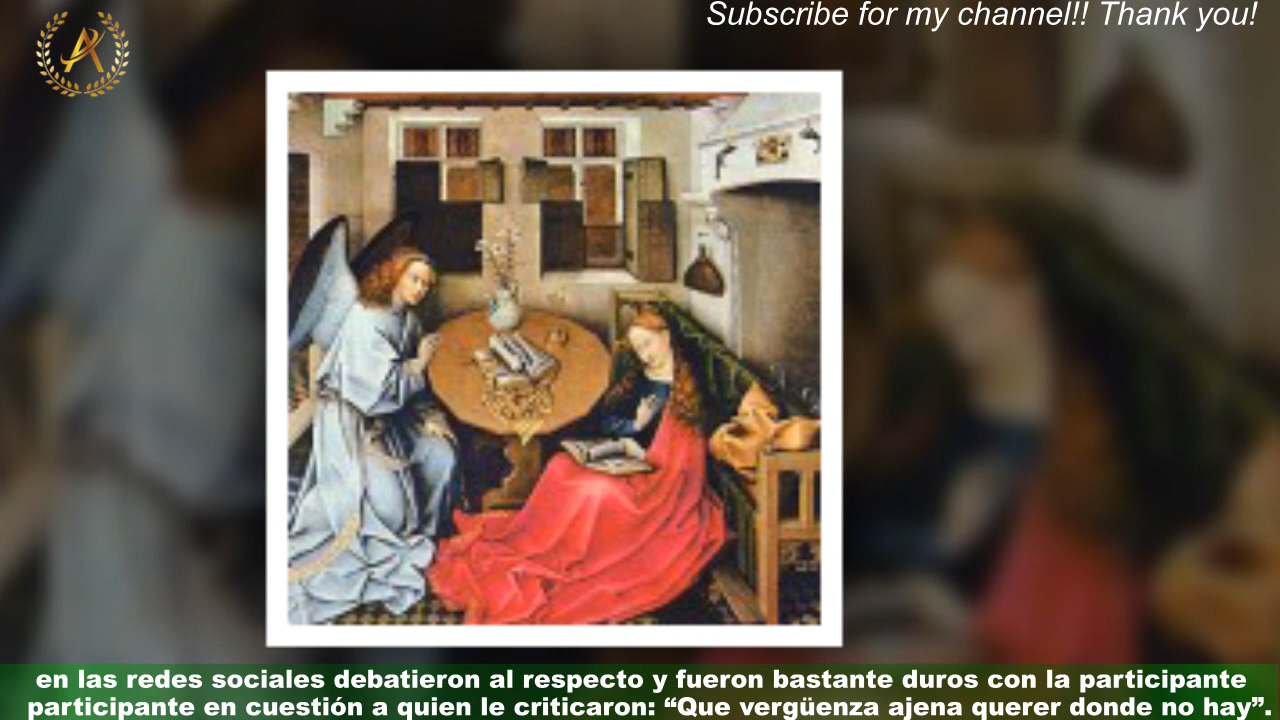 Subscribe for my channel!! Thank you!
en las redes sociales debatieron al respecto y fueron bastante duros con la participante
participante en cuestión a quien le criticaron: “Que vergüenza ajena querer donde no hay”.